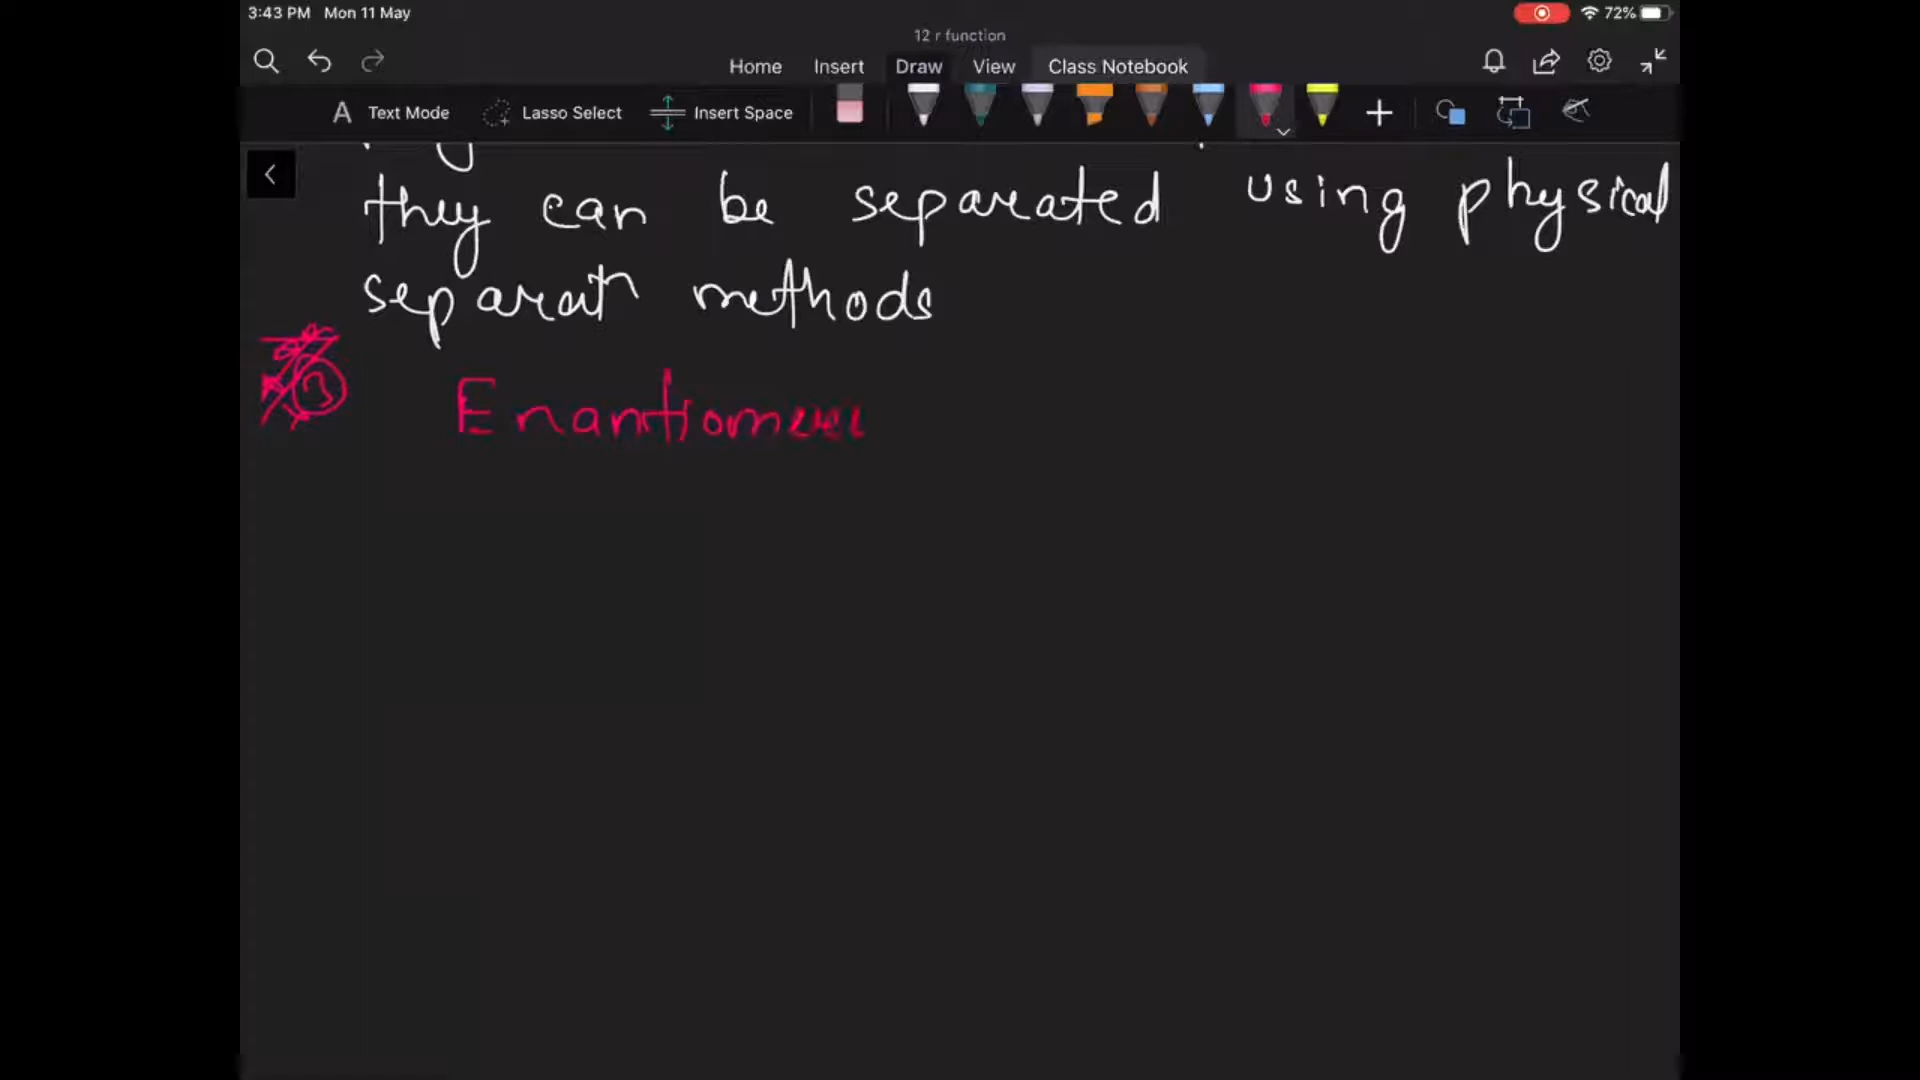 3:43 PM Mon 11 May
72%
12 r function
Home Insert Draw View Class Notebook
A Text Mode Lasso Select Insert Space
they can be separated using physical
separatn methods
3